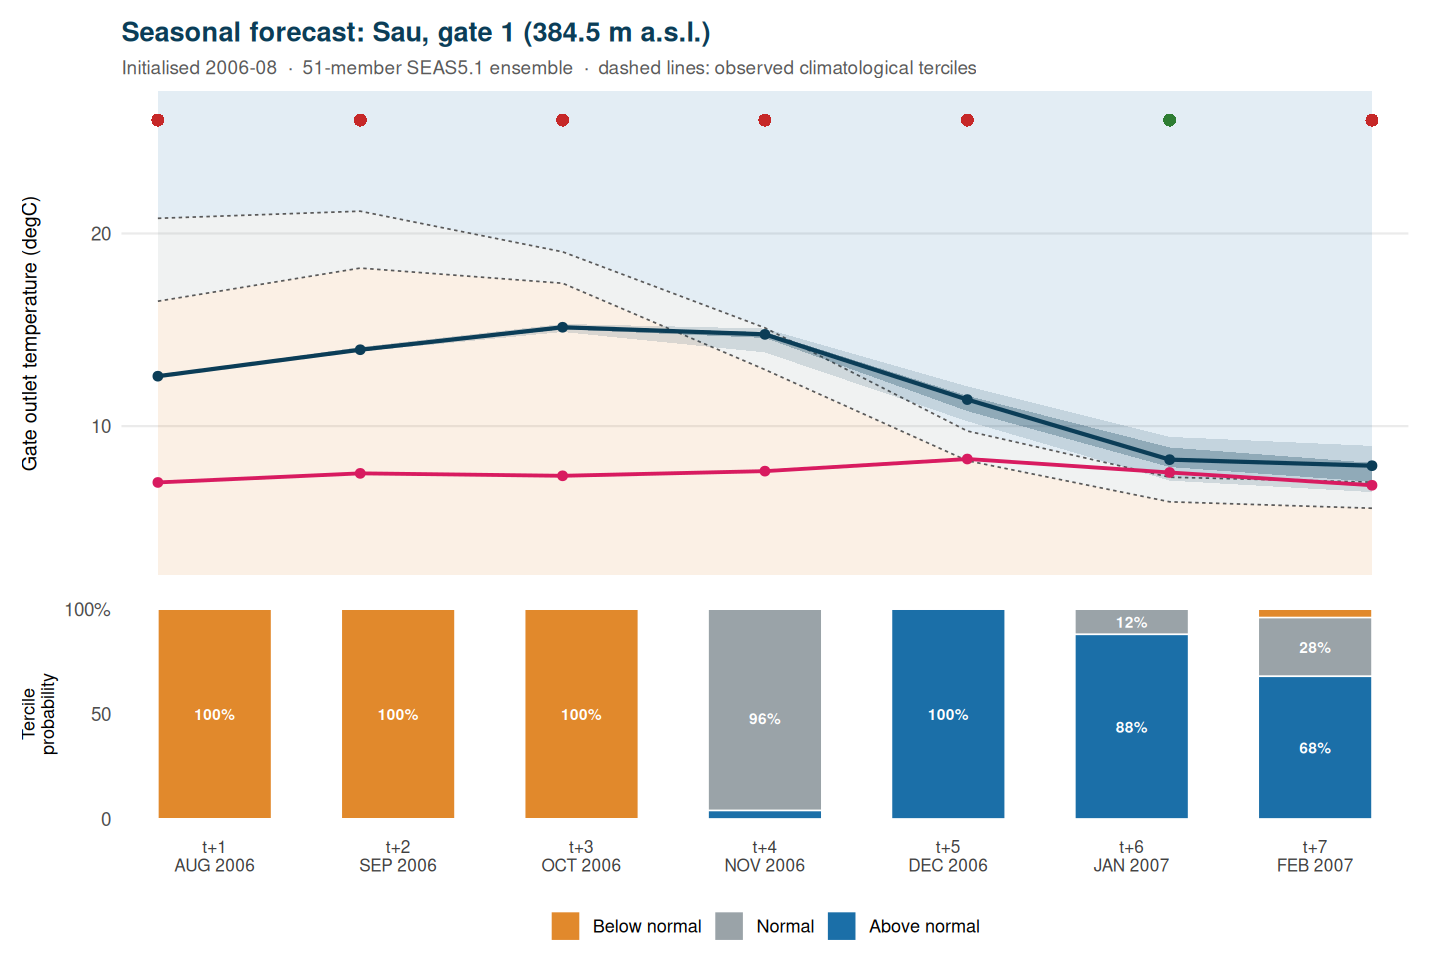 Seasonal forecast: Sau, gate 1 (384.5 m a.s.l.)
Initialised 2006-08 · 51-member SEAS5.1 ensemble · dashed lines: observed climatological terciles
Gate outlet temperature (degC)
20
10
Tercile
probability
100%
50
0
100%
100%
100%
96%
100%
12%
88%
28%
68%
t+1
AUG 2006
t+2
SEP 2006
t+3
OCT 2006
t+4
NOV 2006
t+5
DEC 2006
t+6
JAN 2007
t+7
FEB 2007
Below normal
Normal
Above normal